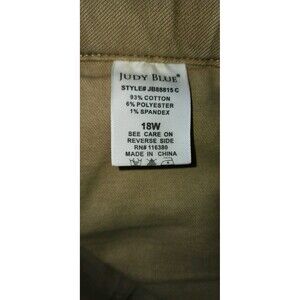 JUDY BLUE®
STYLE# JB88815 C
93% COTTON
6% POLYESTER
1% SPANDEX
18W
SEE CARE ON
REVERSE SIDE
RN# 116380
MADE IN CHINA